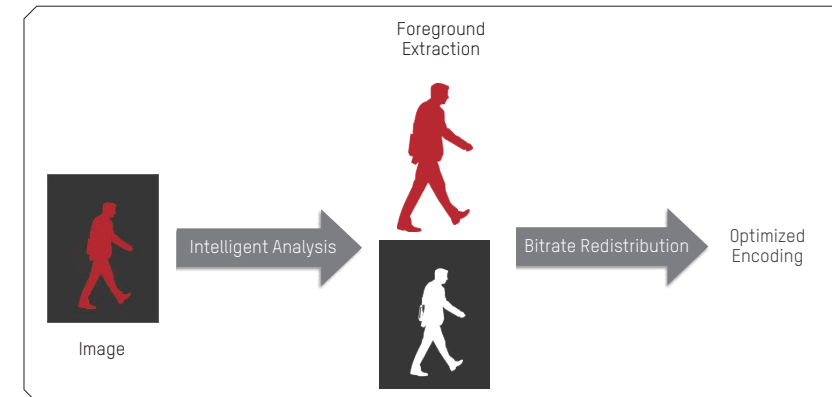 Foreground
Extraction
Intelligent Analysis
Bitrate Redistribution
Optimized
Encoding
Image